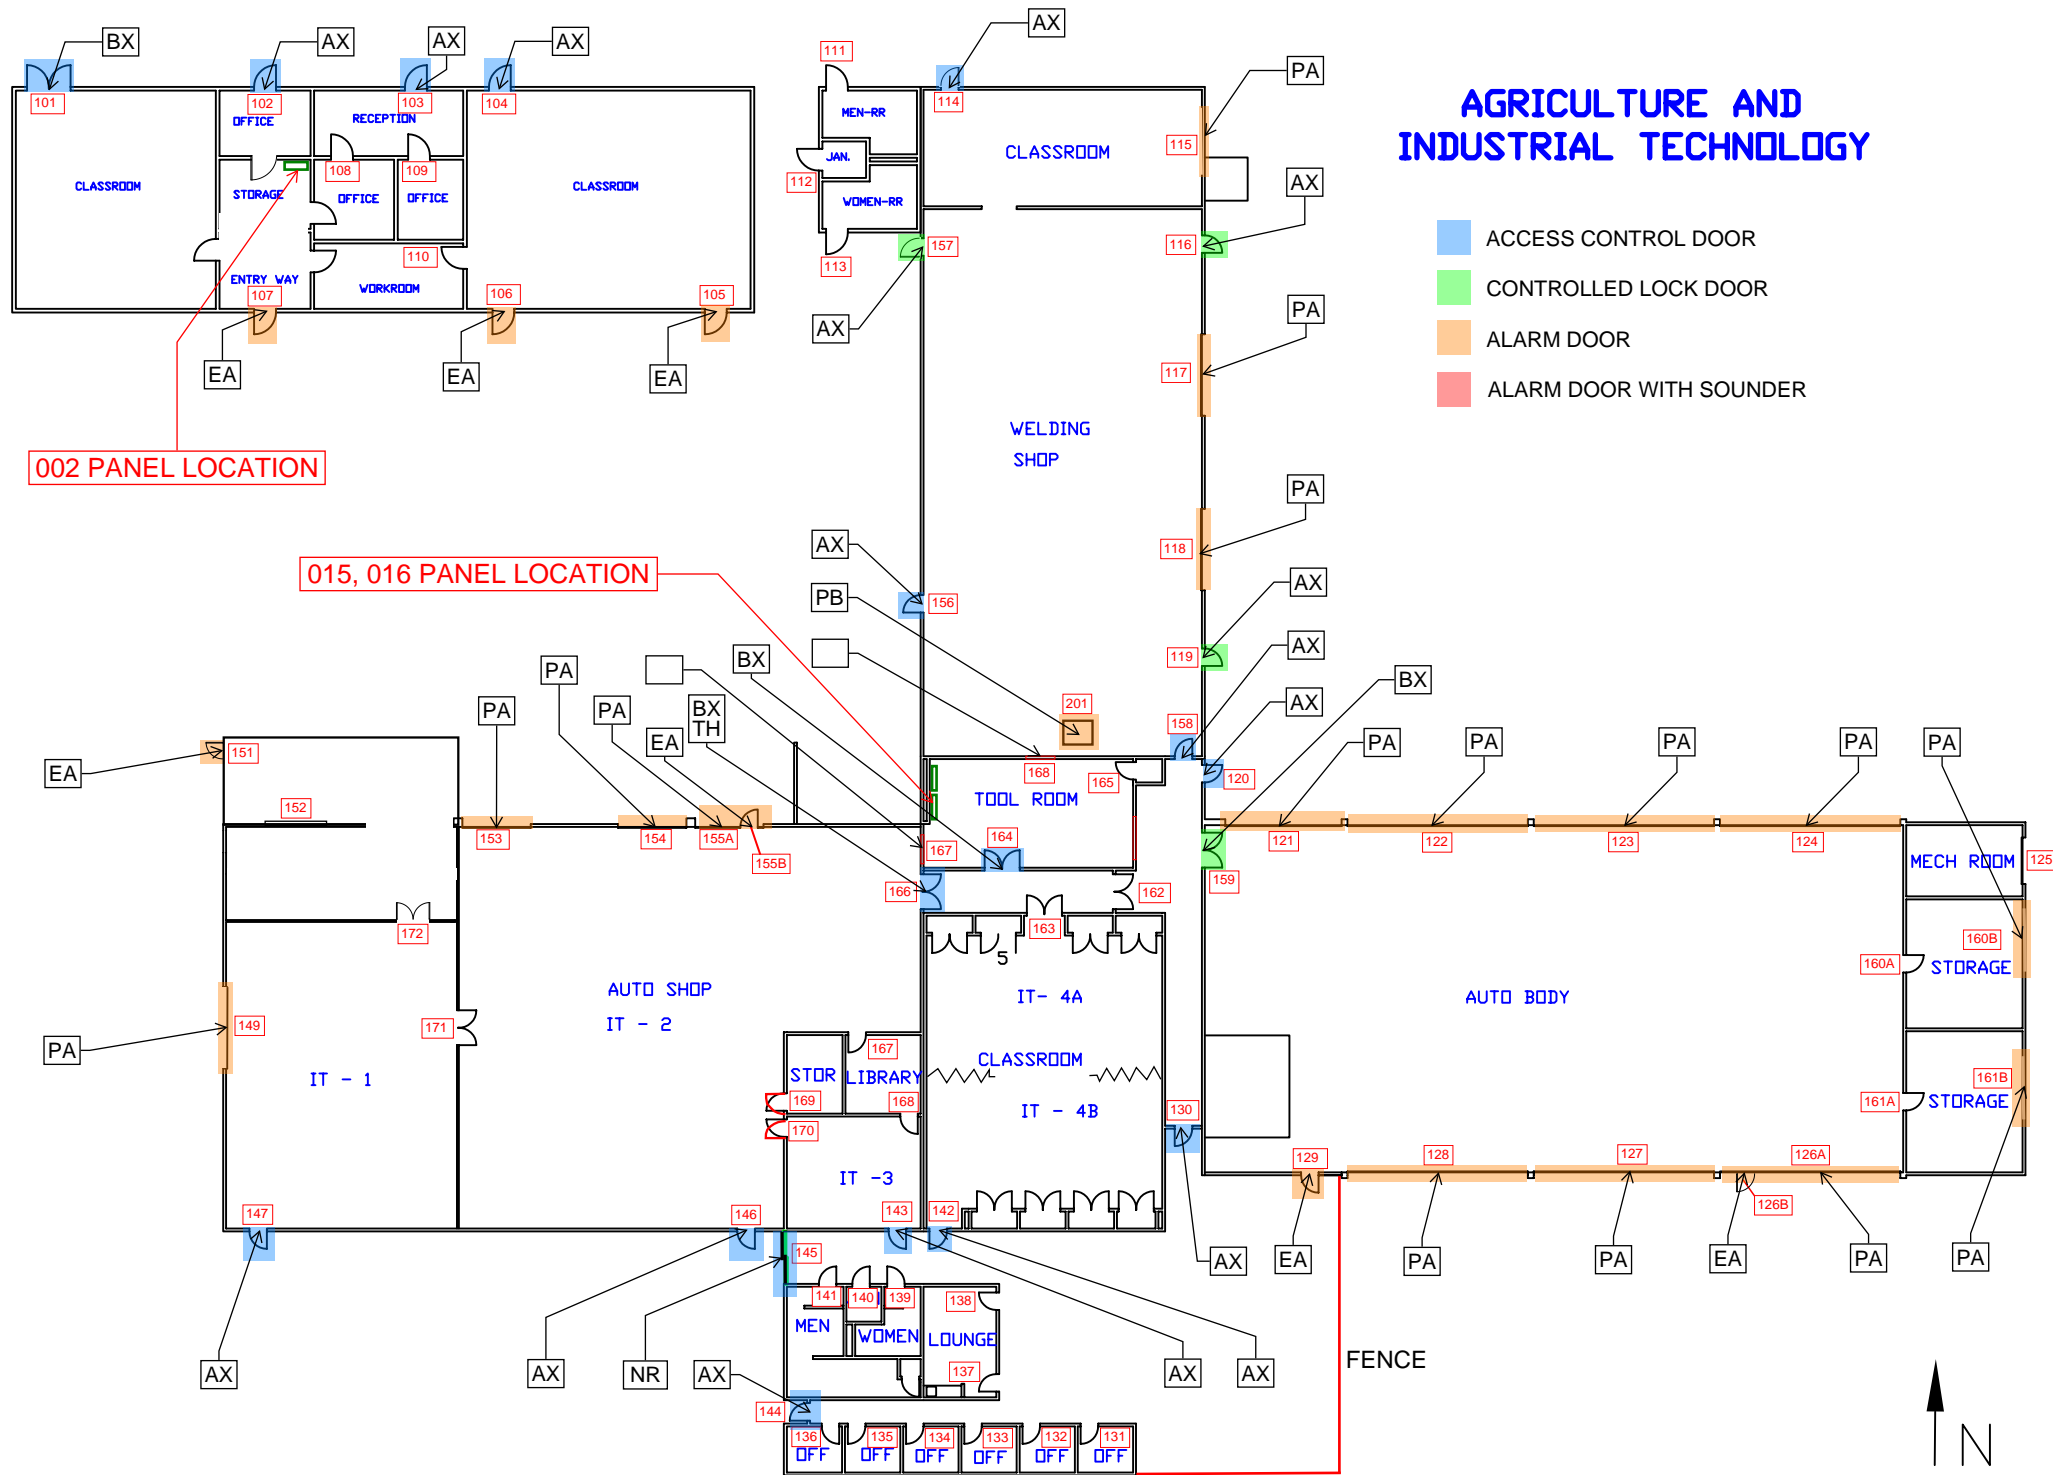 AGRICULTURE AND
INDUSTRIAL TECHNOLOGY
ACCESS CONTROL DOOR
CONTROLLED LOCK DOOR
ALARM DOOR
ALARM DOOR WITH SOUNDER
BX
AX
AX
AX
101
102
103
104
OFFICE
RECEPTION
108
109
CLASSROOM
STORAGE
OFFICE
OFFICE
CLASSROOM
110
ENTRY WAY
WORKROOM
107
106
105
EA
EA
EA
002 PANEL LOCATION
111
AX
PA
114
MEN-RR
CLASSROOM
115
JAN.
112
AX
WOMEN-RR
157
116
113
AX
PA
117
WELDING
SHOP
PA
118
AX
015, 016 PANEL LOCATION
156
PB
AX
119
AX
BX
BX
PA
201
AX
PA
PA
BX
TH
EA
158
PA
PA
PA
PA
PA
EA
151
168
165
120
TOOL ROOM
152
153
154
155A
155B
167
164
121
122
123
124
MECH ROOM
125
159
166
162
172
163
5
160B
160A
STORAGE
AUTO SHOP
IT - 2
IT- 4A
AUTO BODY
149
171
PA
167
CLASSROOM
IT - 1
STOR
LIBRARY
161B
169
168
IT - 4B
161A
STORAGE
170
130
IT -3
129
128
127
126A
126B
147
146
143
142
145
AX
EA
PA
PA
EA
PA
PA
141
140
139
138
MEN
WOMEN
LOUNGE
137
FENCE
AX
AX
NR
AX
AX
AX
144
136
135
134
133
132
131
OFF
OFF
OFF
OFF
OFF
OFF
N